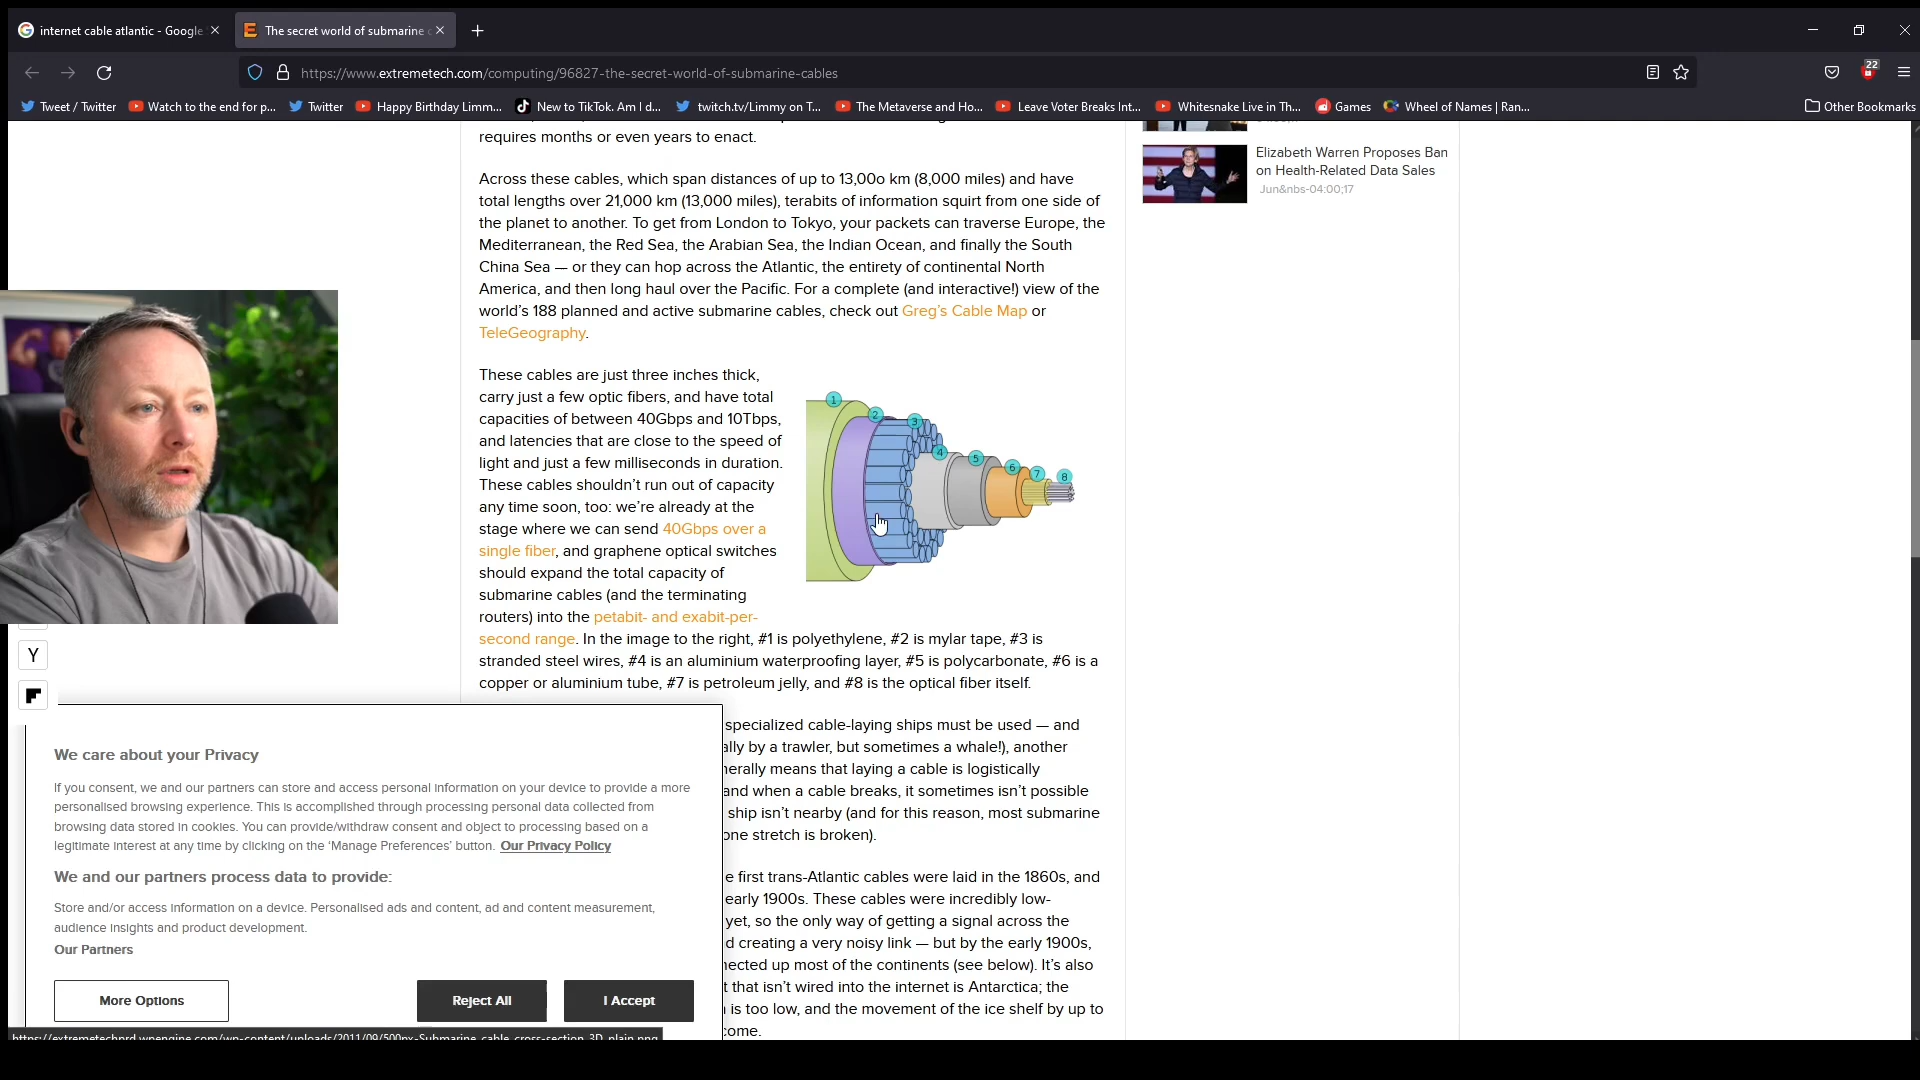 internet cable atlantic - Google
The secret world of submarine
https://www.extremetech.com/computing/96827-the-secret-world-of-submarine-cables
22
Tweet / Twitter
Watch to the end for p...
Twitter
Happy Birthday Limm...
New to TikTok. Am I d...
twitch.tv/Limmy on T...
The Metaverse and Ho...
Leave Voter Breaks Int...
Whitesnake Live in Th...
Games
Wheel of Names | Ran...
Other Bookmarks
requires months or even years to enact.
Across these cables, which span distances of up to 13,00o km (8,000 miles) and have
total lengths over 21,000 km (13,000 miles), terabits of information squirt from one side of
the planet to another. To get from London to Tokyo, your packets can traverse Europe, the
Mediterranean, the Red Sea, the Arabian Sea, the Indian Ocean, and finally the South
China Sea — or they can hop across the Atlantic, the entirety of continental North
America, and then long haul over the Pacific. For a complete (and interactive!) view of the
world's 188 planned and active submarine cables, check out Greg's Cable Map or
TeleGeography.
These cables are just three inches thick,
carry just a few optic fibers, and have total
capacities of between 40Gbps and 10Tbps,
and latencies that are close to the speed of
light and just a few milliseconds in duration.
These cables shouldn't run out of capacity
any time soon, too: we're already at the
stage where we can send 40Gbps over a
single fiber, and graphene optical switches
should expand the total capacity of
submarine cables (and the terminating
routers) into the petabit- and exabit-per-
second range. In the image to the right, #1 is polyethylene, #2 is mylar tape, #3 is
stranded steel wires, #4 is an aluminium waterproofing layer, #5 is polycarbonate, #6 is a
copper or aluminium tube, #7 is petroleum jelly, and #8 is the optical fiber itself.
1
2
3
4
5
6
7
8
specialized cable-laying ships must be used — and
ally by a trawler, but sometimes a whale!), another
nerally means that laying a cable is logistically
and when a cable breaks, it sometimes isn't possible
ship isn't nearby (and for this reason, most submarine
one stretch is broken).
e first trans-Atlantic cables were laid in the 1860s, and
early 1900s. These cables were incredibly low-
yet, so the only way of getting a signal across the
d creating a very noisy link — but by the early 1900s,
nected up most of the continents (see below). It's also
t that isn't wired into the internet is Antarctica; the
is too low, and the movement of the ice shelf by up to
come.
Elizabeth Warren Proposes Ban
on Health-Related Data Sales
Jun&nbs-04:00;17
Y
We care about your Privacy
If you consent, we and our partners can store and access personal information on your device to provide a more
personalised browsing experience. This is accomplished through processing personal data collected from
browsing data stored in cookies. You can provide/withdraw consent and object to processing based on a
legitimate interest at any time by clicking on the 'Manage Preferences' button. Our Privacy Policy
We and our partners process data to provide:
Store and/or access information on a device. Personalised ads and content, ad and content measurement,
audience insights and product development.
Our Partners
More Options
Reject All
I Accept
https://extremetechprd.wpengine.com/wp-content/uploads/2011/09/500px-Submarine_cable_cross-section_3D_plain.png